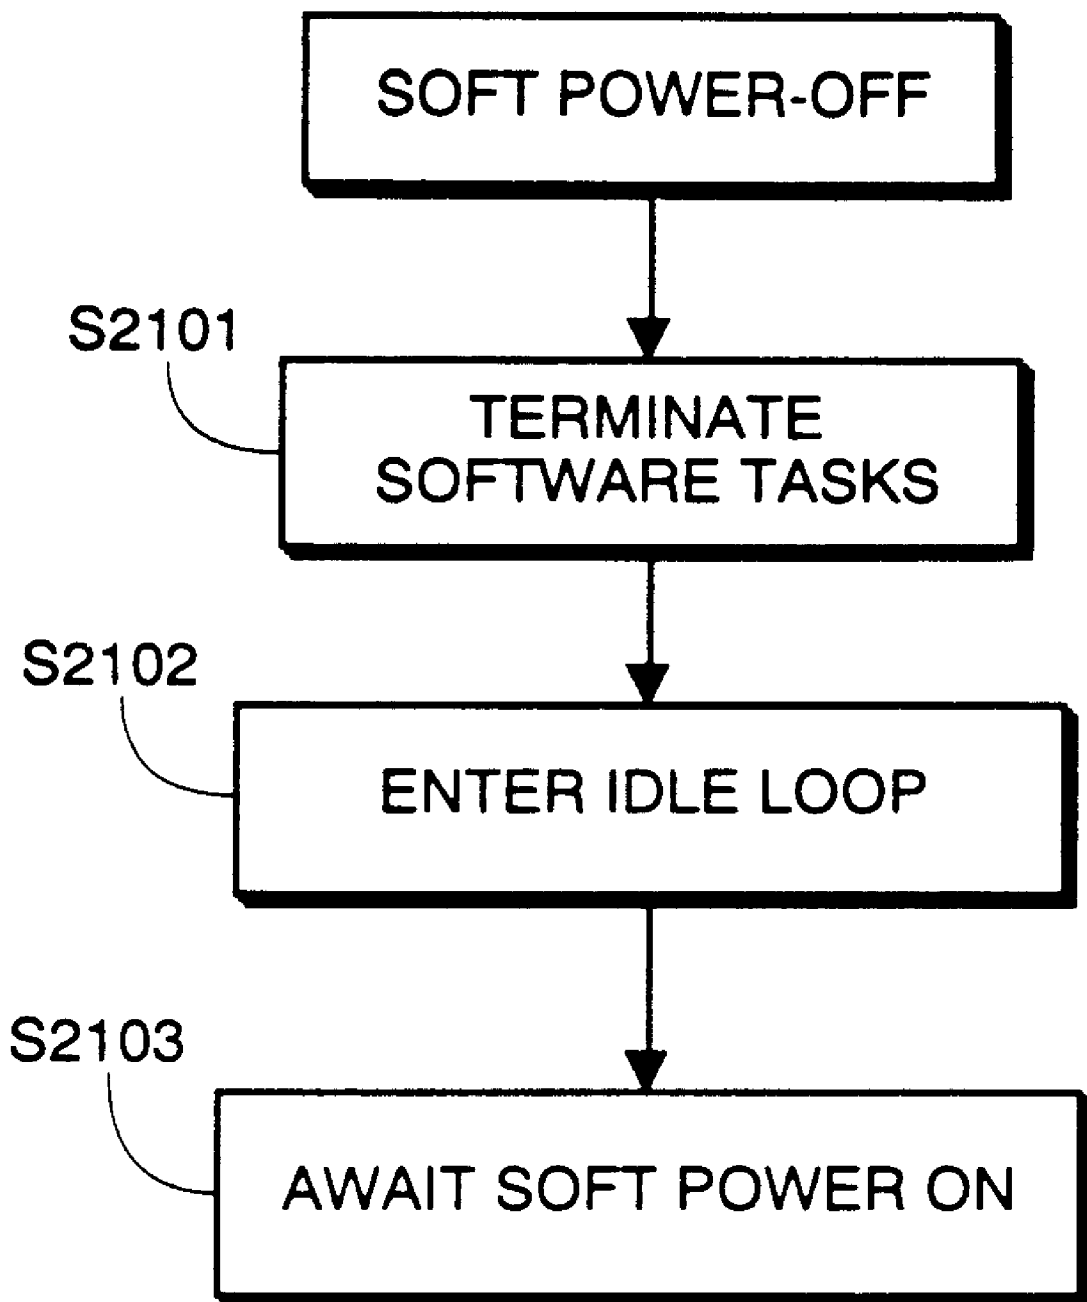 SOFT POWER-OFF
S2101
TERMINATE
SOFTWARE TASKS
S2102
ENTER IDLE LOOP
S2103
AWAIT SOFT POWER ON